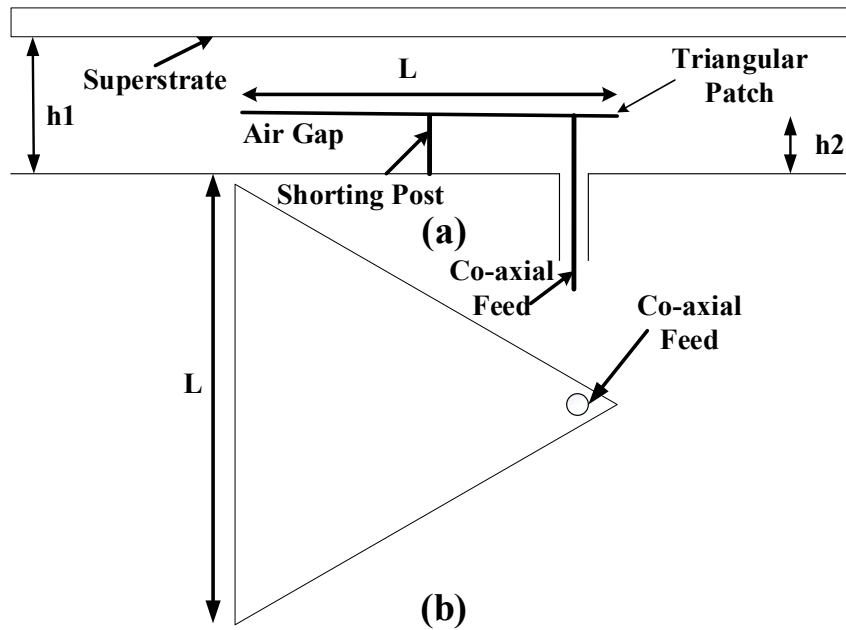 Superstrate
L
Triangular
Patch
h1
Air Gap
h2
Shorting Post
(a)
Co-axial
Feed
Co-axial
Feed
L
(b)